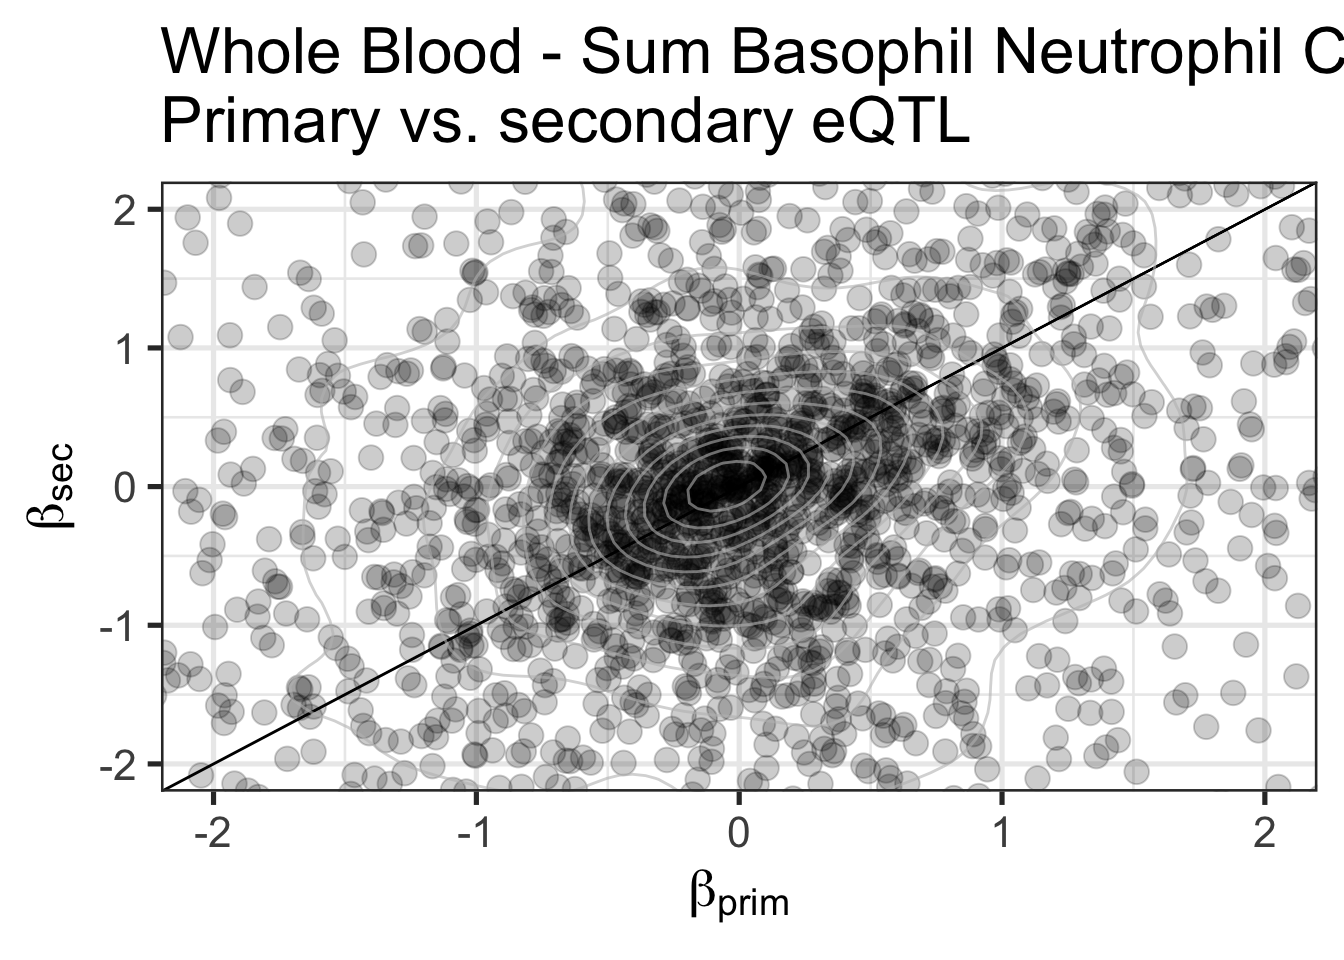 Whole Blood - Sum Basophil Neutrophil C
Primary vs. secondary eQTL
2
1
0
-1
-2
βsec
-2 -1 0 1 2
βprim